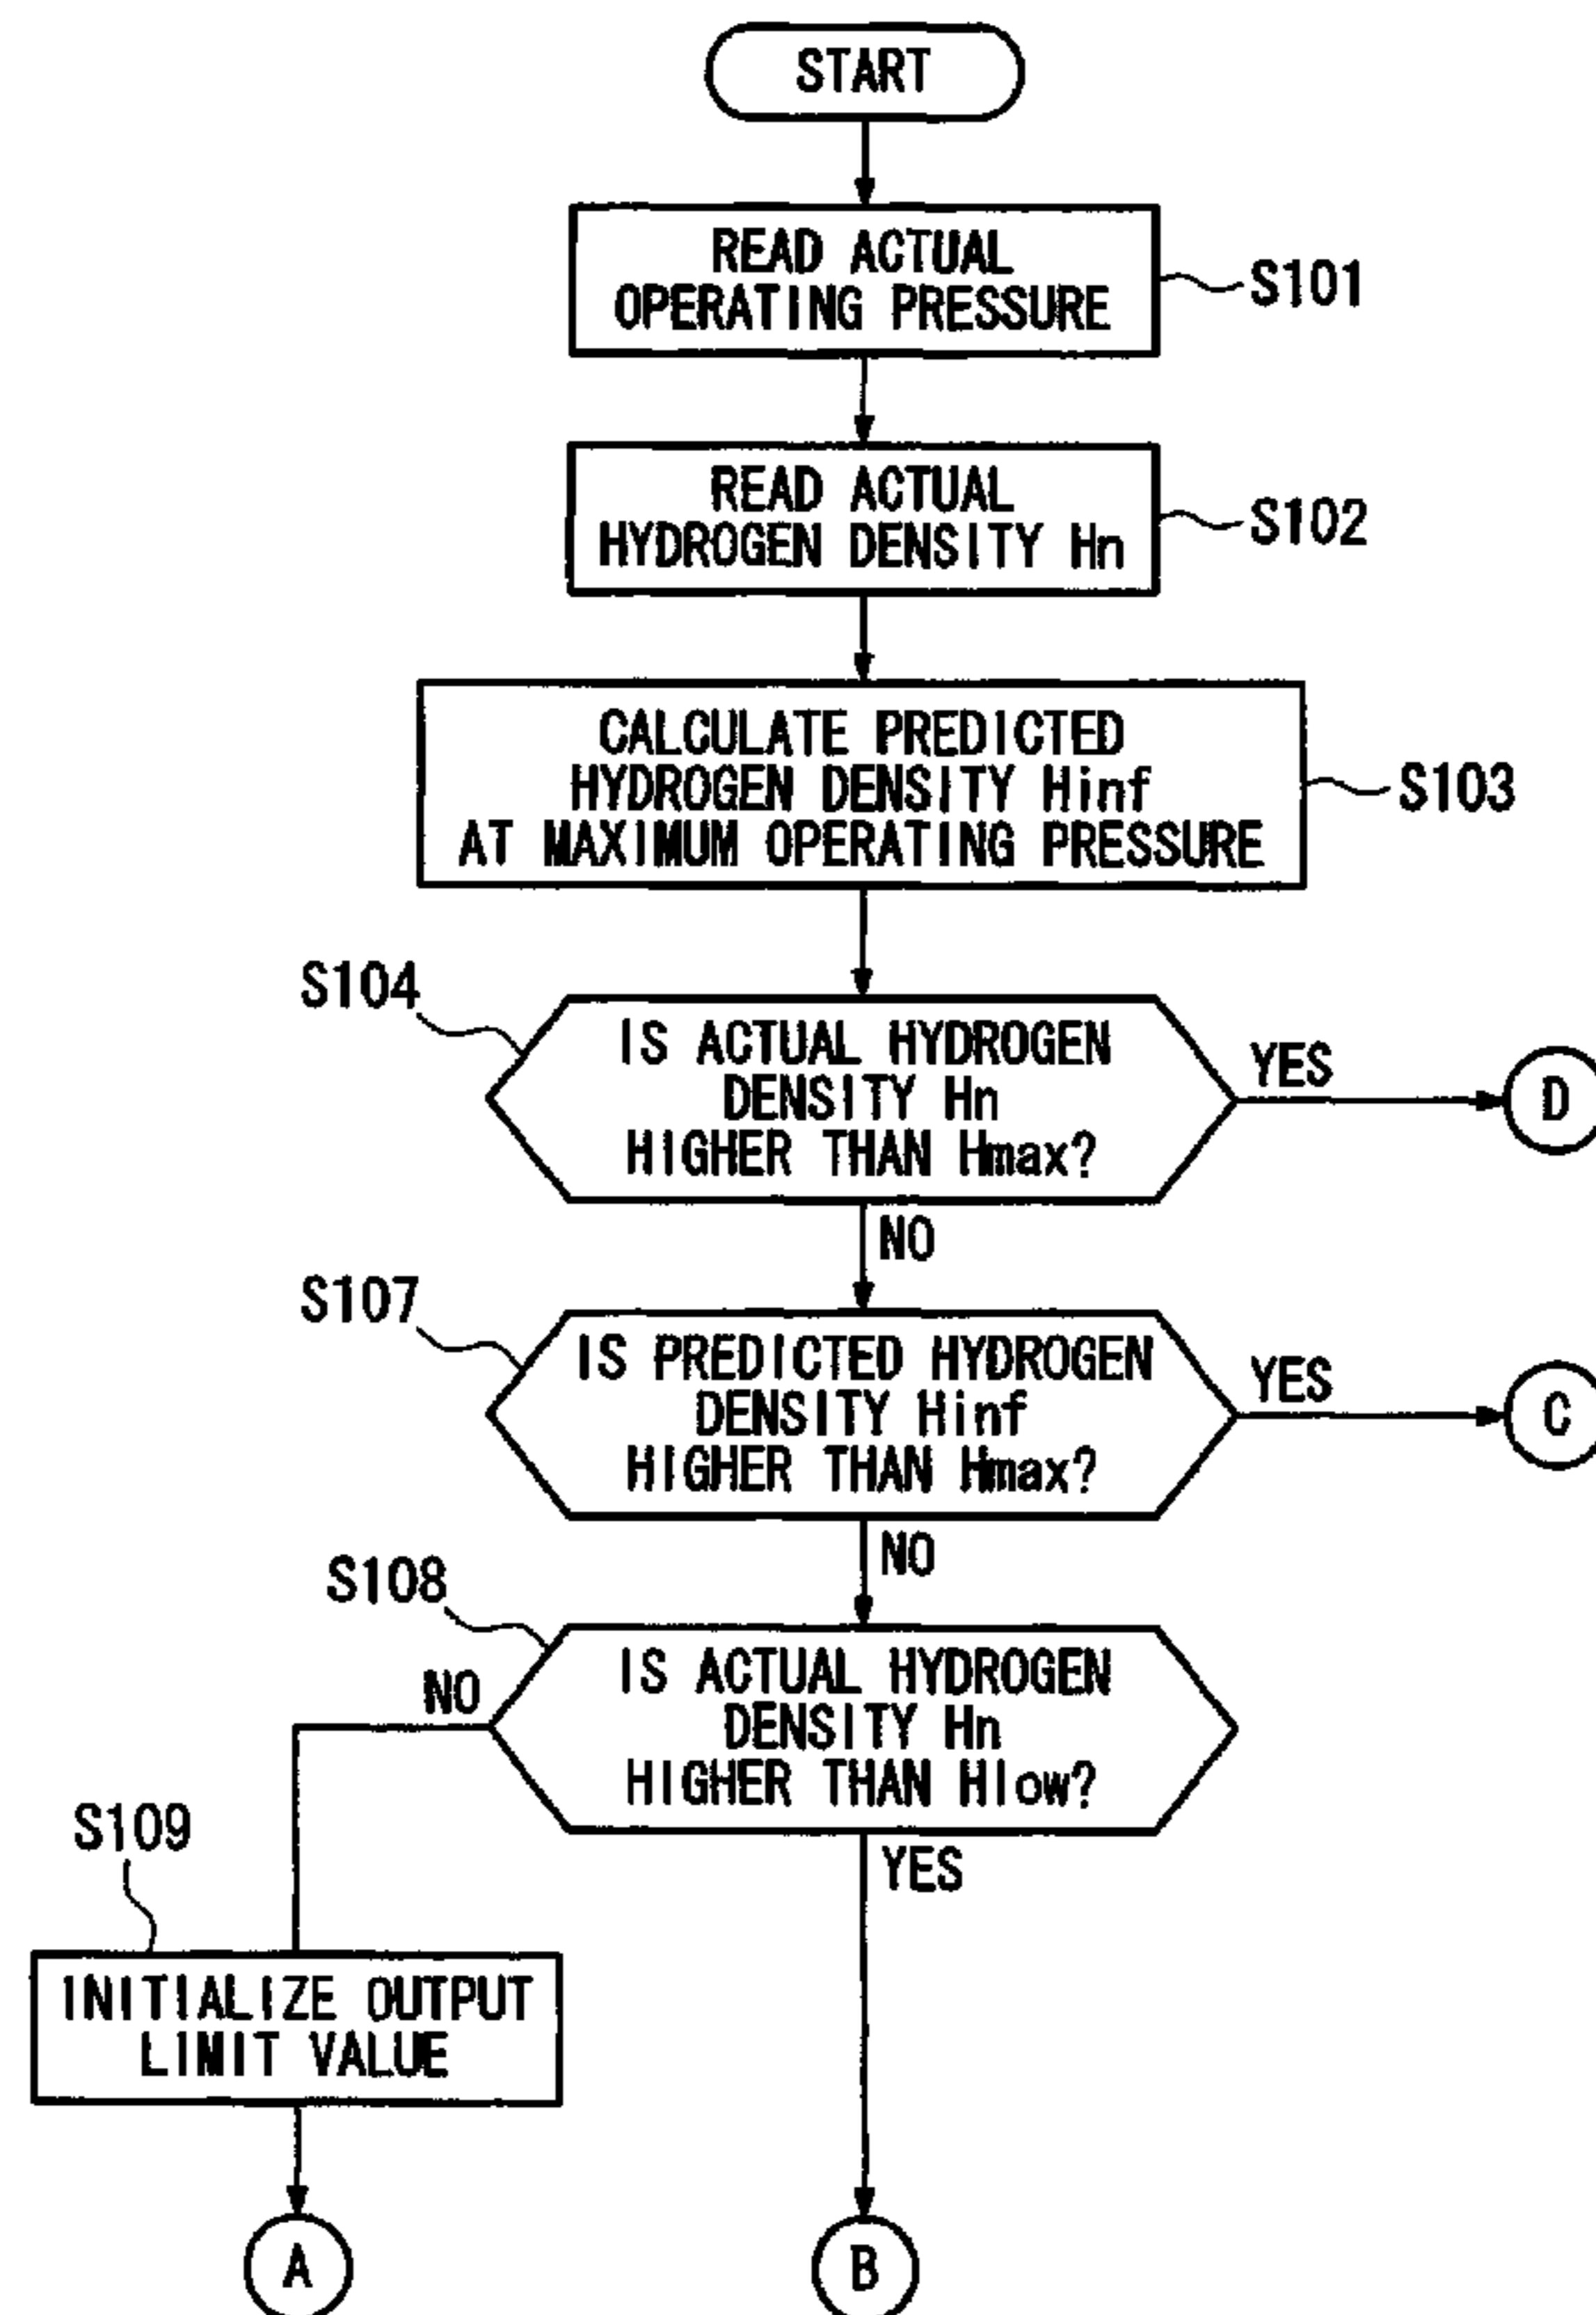 START
READ ACTUAL
OPERATING PRESSURE
S101
READ ACTUAL
HYDROGEN DENSITY Hn
S102
CALCULATE PREDICTED
HYDROGEN DENSITY Hinf
AT MAXIMUM OPERATING PRESSURE
S103
S104
IS ACTUAL HYDROGEN
DENSITY Hn
HIGHER THAN Hmax?
YES
D
NO
S107
IS PREDICTED HYDROGEN
DENSITY Hinf
HIGHER THAN Hmax?
YES
C
NO
S108
IS ACTUAL HYDROGEN
DENSITY Hn
HIGHER THAN Hlow?
NO
YES
S109
INITIALIZE OUTPUT
LIMIT VALUE
A
B